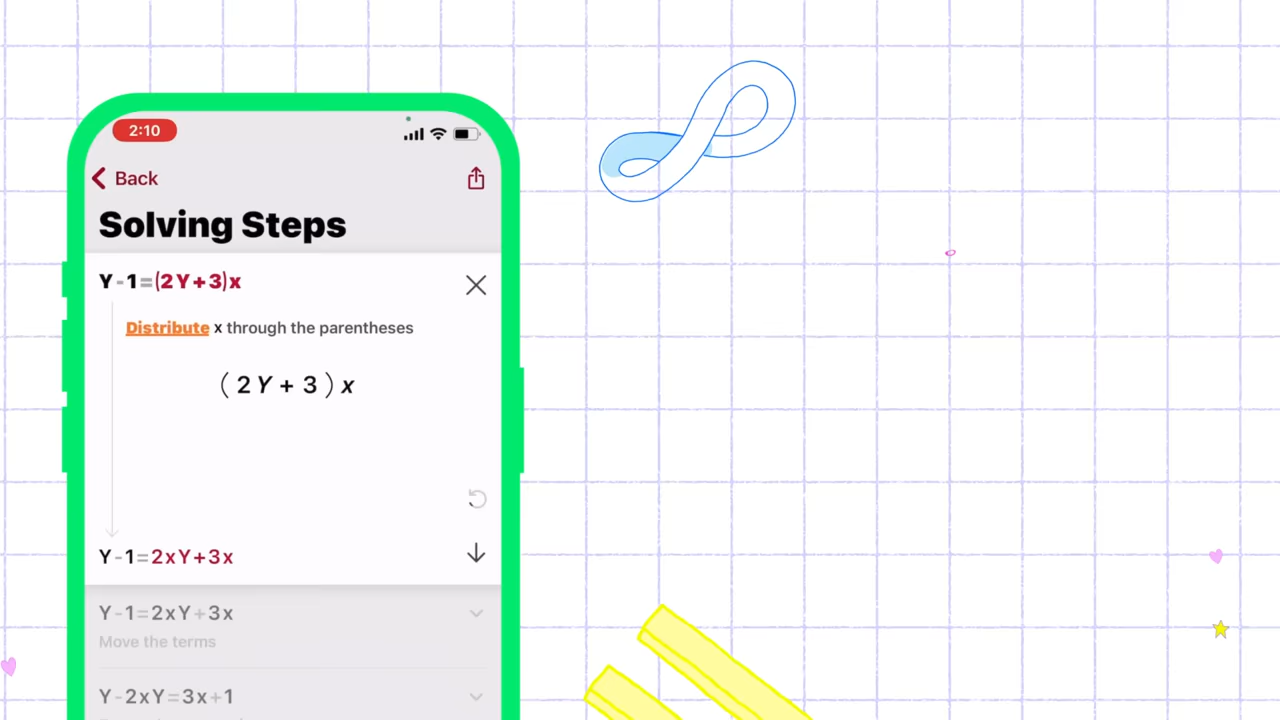 2:10
Back
Solving Steps
Y-1=(2Y+3)x
Distribute x through the parentheses
(2Y+3)x
Y-1=2xY+3x
Y-1=2xY+3x
Move the terms
Y-2xY=3x+1